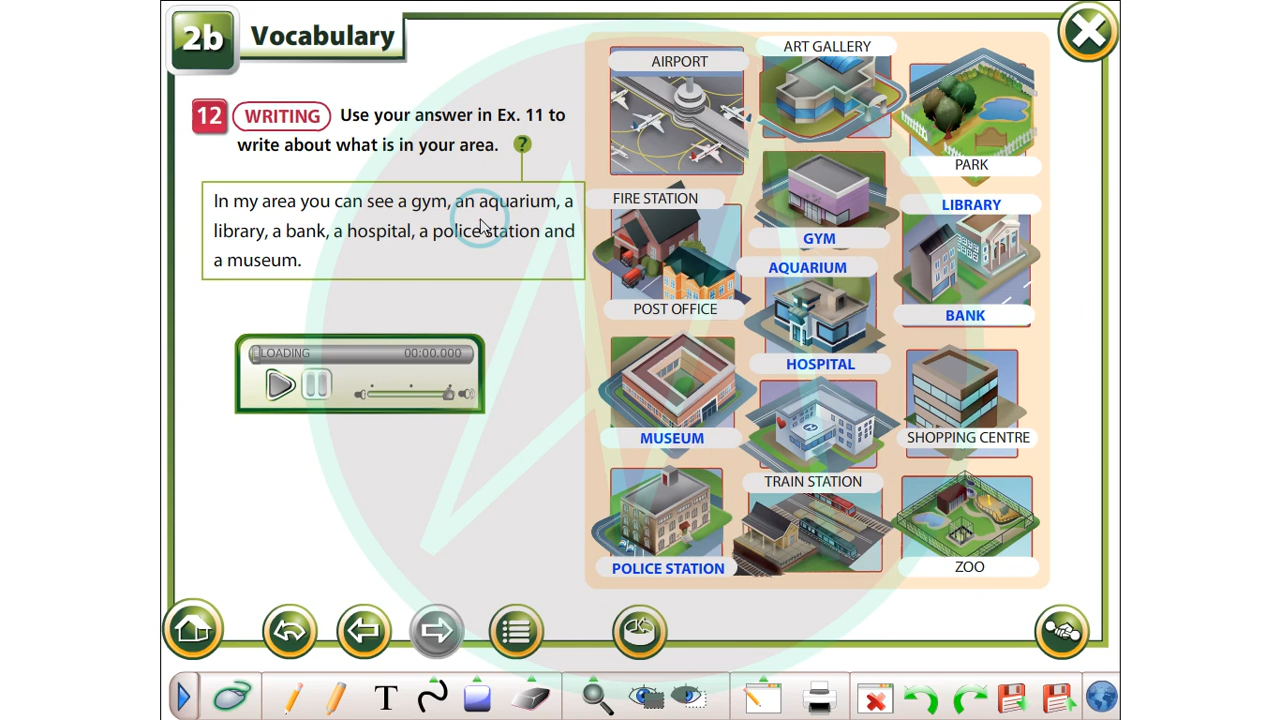 2b Vocabulary
12 WRITING Use your answer in Ex. 11 to
write about what is in your area. ?
In my area you can see a gym, an aquarium, a
library, a bank, a hospital, a police station and
a museum.
LOADING 00:00.000
AIRPORT
ART GALLERY
PARK
FIRE STATION
GYM
LIBRARY
AQUARIUM
POST OFFICE
BANK
HOSPITAL
MUSEUM
SHOPPING CENTRE
TRAIN STATION
POLICE STATION
ZOO
T